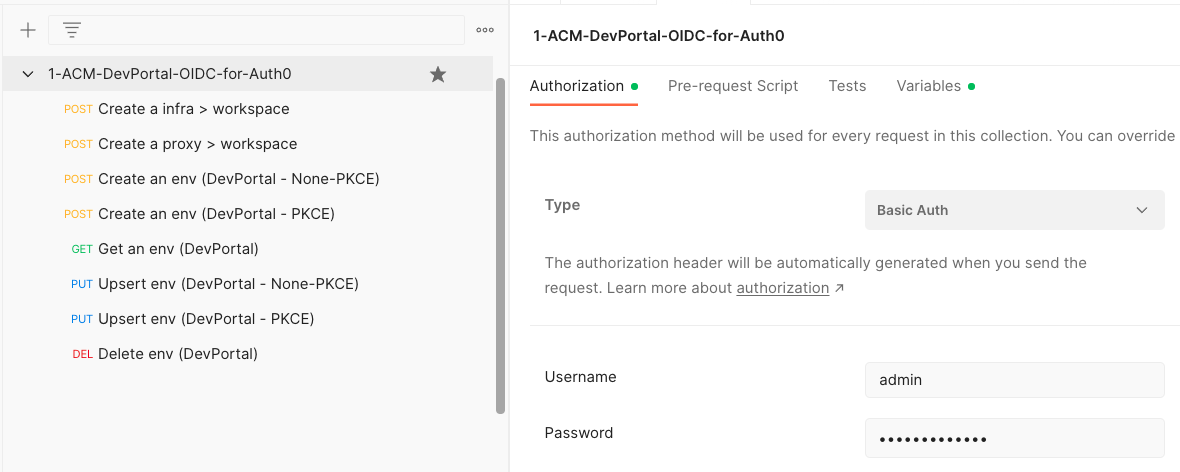 1-ACM-DevPortal-OIDC-for-Auth0
POST Create a infra > workspace
POST Create a proxy > workspace
POST Create an env (DevPortal - None-PKCE)
POST Create an env (DevPortal - PKCE)
GET Get an env (DevPortal)
PUT Upsert env (DevPortal - None-PKCE)
PUT Upsert env (DevPortal - PKCE)
DEL Delete env (DevPortal)
1-ACM-DevPortal-OIDC-for-Auth0
Authorization Pre-request Script Tests Variables
This authorization method will be used for every request in this collection. You can override
Type Basic Auth
The authorization header will be automatically generated when you send the
request. Learn more about authorization ↗
Username admin
Password •••••••••••••